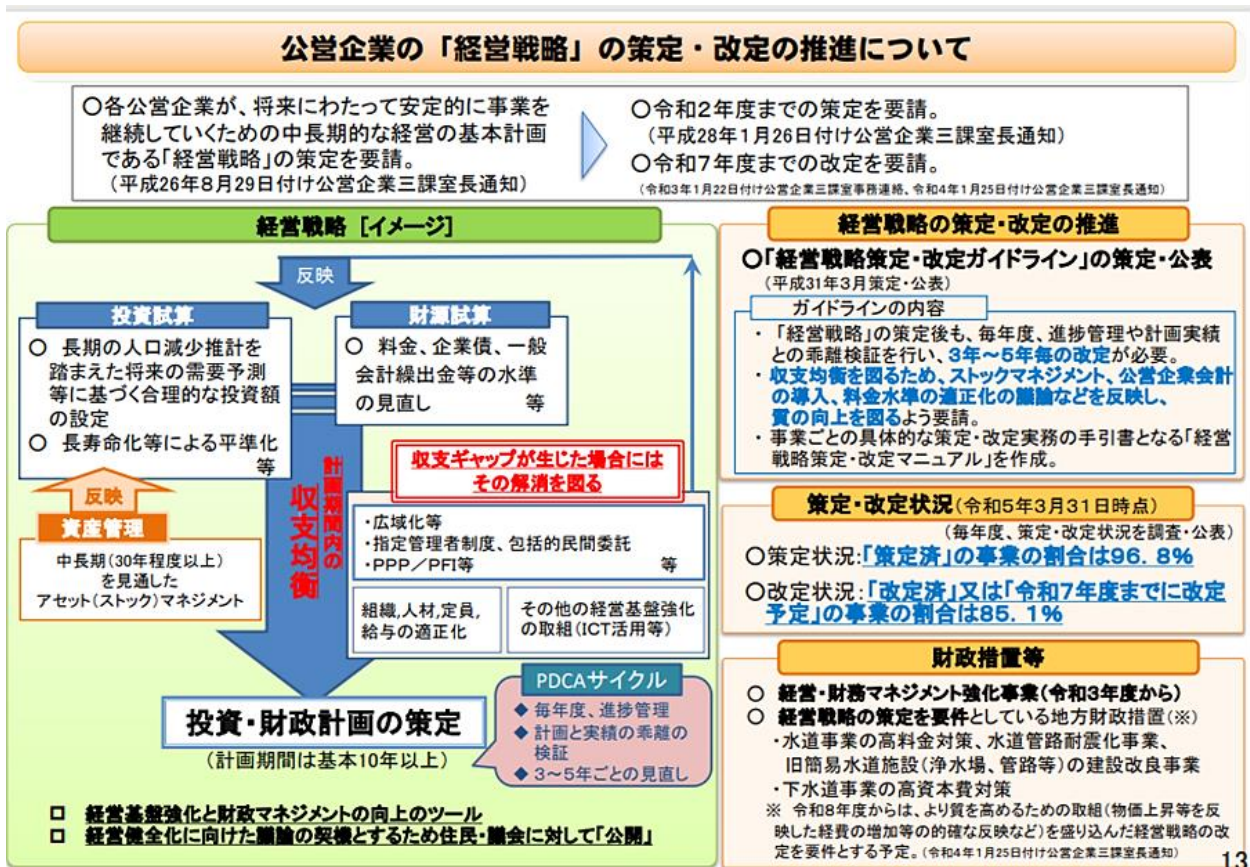 公営企業の「経営戦略」の策定・改定の推進について
〇各公営企業が、将来にわたって安定的に事業を
継続していくための中長期的な経営の基本計画
である「経営戦略」の策定を要請。
(平成26年8月29日付け公営企業三課室長通知)
〇令和2年度までの策定を要請。
(平成28年1月26日付け公営企業三課室長通知)
〇令和7年度までの改定を要請。
(令和3年1月22日付け公営企業三課室事務連絡、令和4年1月25日付け公営企業三課室長通知)
経営戦略 [イメージ]
反映
投資試算
〇 長期の人口減少推計を
踏まえた将来の需要予測
等に基づく合理的な投資額
の設定
〇 長寿命化等による平準化
等
財源試算
〇 料金、企業債、一般
会計繰出金等の水準
の見直し 等
反映
資産管理
中長期(30年程度以上)
を見通した
アセット(ストック)マネジメント
計画期間内の
収支均衡
収支ギャップが生じた場合には
その解消を図る
・広域化等
・指定管理者制度、包括的民間委託
・PPP/PFI等 等
組織,人材,定員,
給与の適正化
その他の経営基盤強化
の取組(ICT活用等)
投資・財政計画の策定
(計画期間は基本10年以上)
PDCAサイクル
◆ 毎年度、進捗管理
◆ 計画と実績の乖離の
検証
◆ 3~5年ごとの見直し
□ 経営基盤強化と財政マネジメントの向上のツール
□ 経営健全化に向けた議論の契機とするため住民・議会に対して「公開」
経営戦略の策定・改定の推進
〇「経営戦略策定・改定ガイドライン」の策定・公表
(平成31年3月策定・公表)
ガイドラインの内容
・ 「経営戦略」の策定後も、毎年度、進捗管理や計画実績
との乖離検証を行い、3年~5年毎の改定が必要。
・ 収支均衡を図るため、ストックマネジメント、公営企業会計
の導入、料金水準の適正化の議論などを反映し、
質の向上を図るよう要請。
・ 事業ごとの具体的な策定・改定実務の手引書となる「経営
戦略策定・改定マニュアル」を作成。
策定・改定状況(令和5年3月31日時点)
(毎年度、策定・改定状況を調査・公表)
〇策定状況:「策定済」の事業の割合は96.8%
〇改定状況:「改定済」又は「令和7年度までに改定
予定」の事業の割合は85.1%
財政措置等
〇 経営・財務マネジメント強化事業(令和3年度から)
〇 経営戦略の策定を要件としている地方財政措置(※)
・水道事業の高料金対策、水道管路耐震化事業、
旧簡易水道施設(浄水場、管路等)の建設改良事業
・下水道事業の高資本費対策
※ 令和8年度からは、より質を高めるための取組(物価上昇等を反
映した経費の増加等の的確な反映など)を盛り込んだ経営戦略の改
定を要件とする予定。(令和4年1月25日付け公営企業三課室長通知)
13